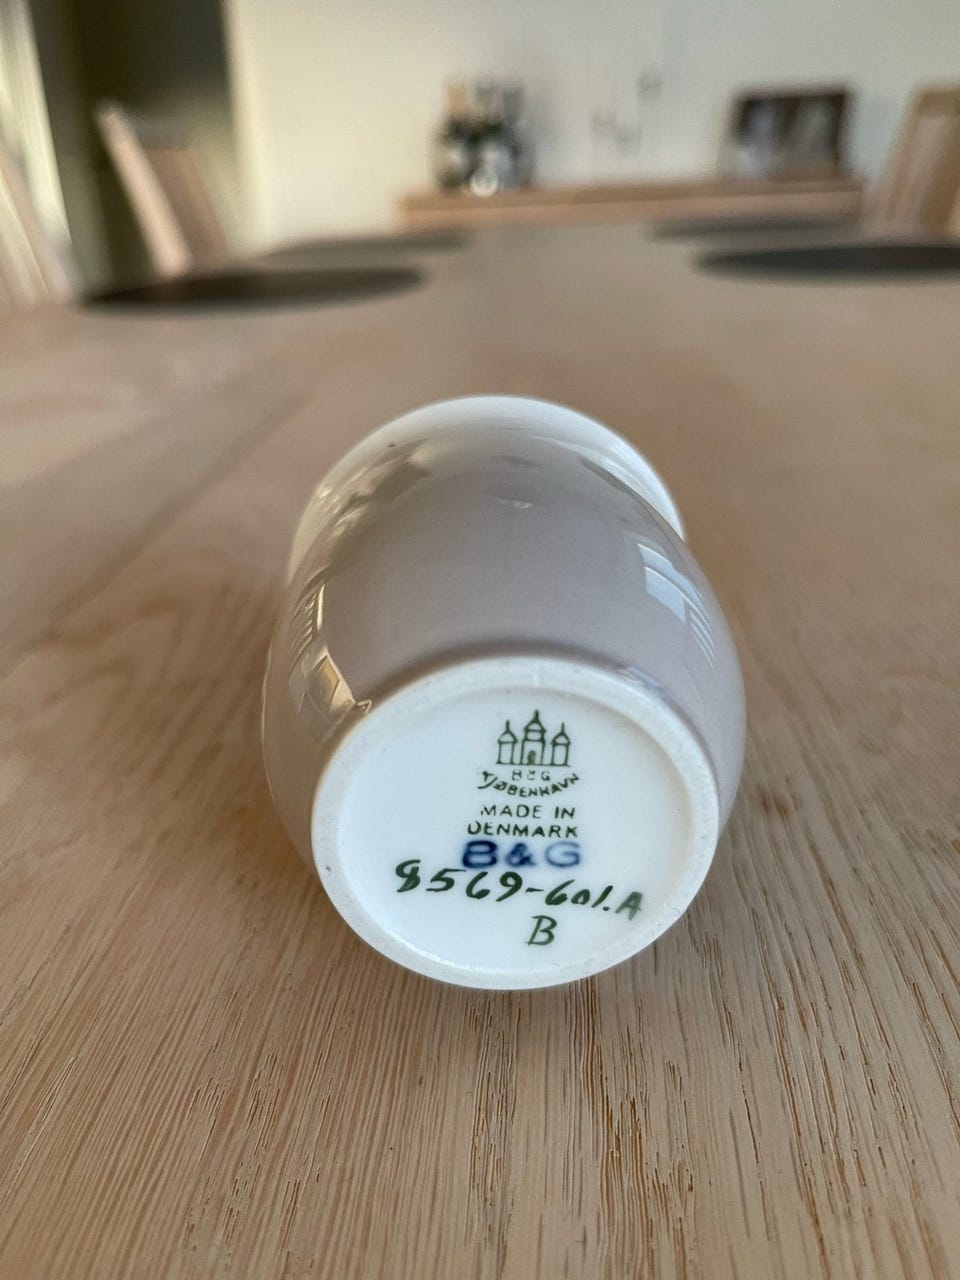 B&G
KJØBENHAVN
MADE IN
DENMARK
B&G
8569-601.A
B